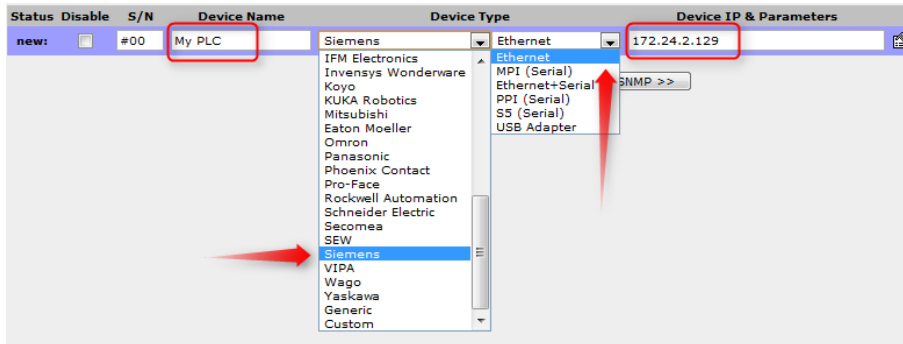 Status Disable S/N Device Name Device Type Device IP & Parameters
new: #00 My PLC Siemens Ethernet 172.24.2.129
IFM Electronics
Invensys Wonderware
Koyo
KUKA Robotics
Mitsubishi
Eaton Moeller
Omron
Panasonic
Phoenix Contact
Pro-Face
Rockwell Automation
Schneider Electric
Secomea
SEW
Siemens
VIPA
Wago
Yaskawa
Generic
Custom
Ethernet
MPI (Serial)
Ethernet+Serial
PPI (Serial)
S5 (Serial)
USB Adapter
SNMP >>